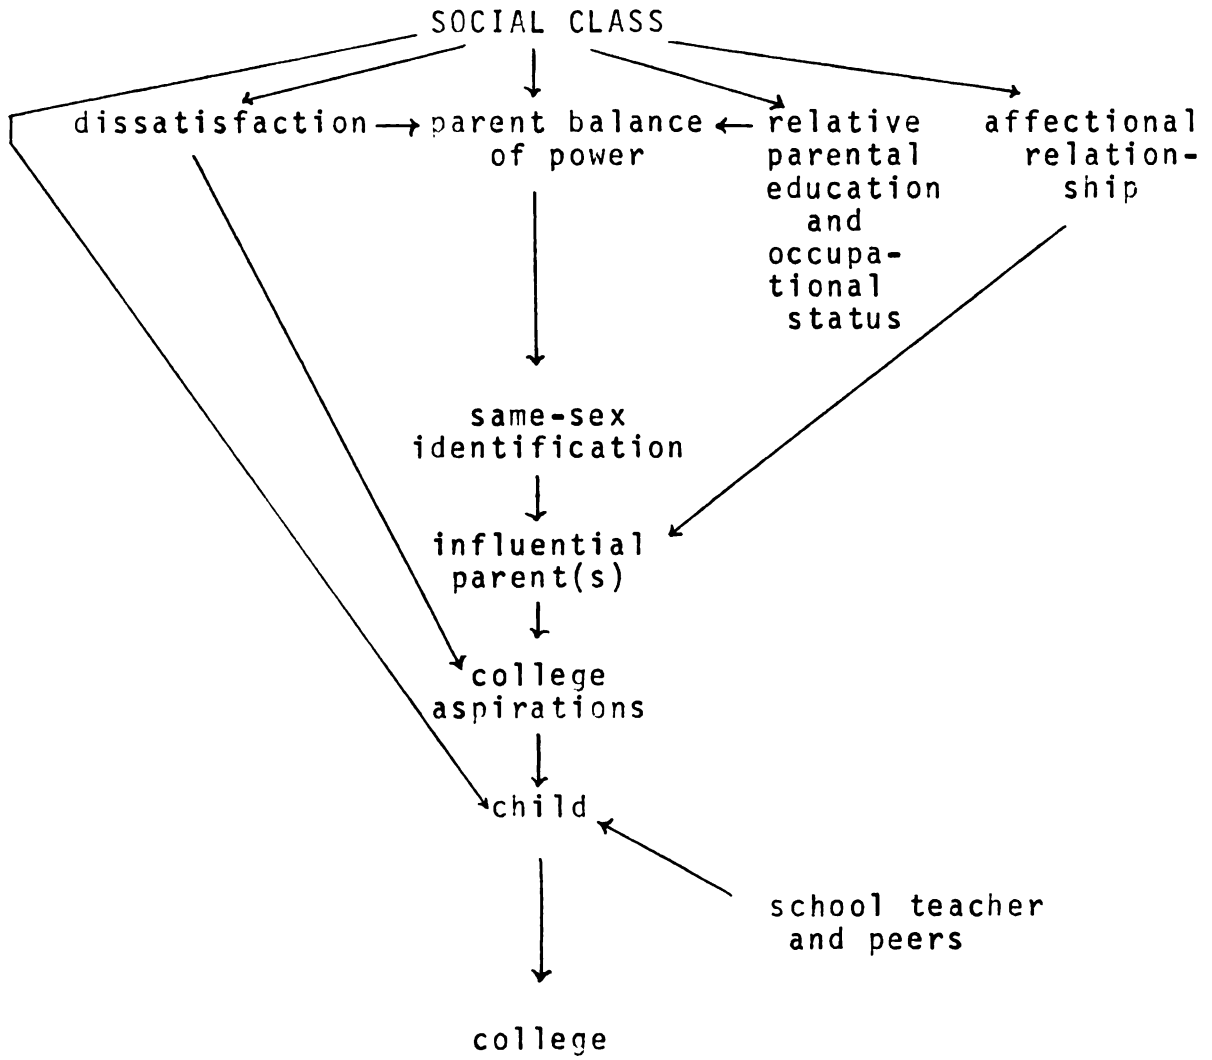 SOCIAL CLASS
dissatisfaction
parent balance
of power
relative
parental
education
and
occupa-
tional
status
affectional
relation-
ship
same-sex
identification
influential
parent(s)
college
aspirations
child
school teacher
and peers
college